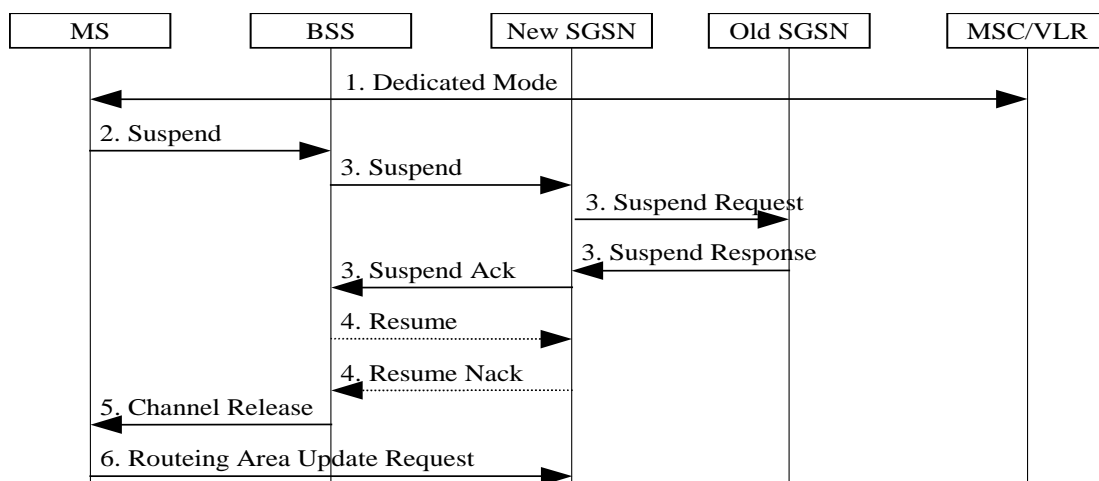 MS
BSS
New SGSN
Old SGSN
MSC/VLR
1. Dedicated Mode
2. Suspend
3. Suspend
3. Suspend Request
3. Suspend Response
3. Suspend Ack
4. Resume
4. Resume Nack
5. Channel Release
6. Routeing Area Update Request